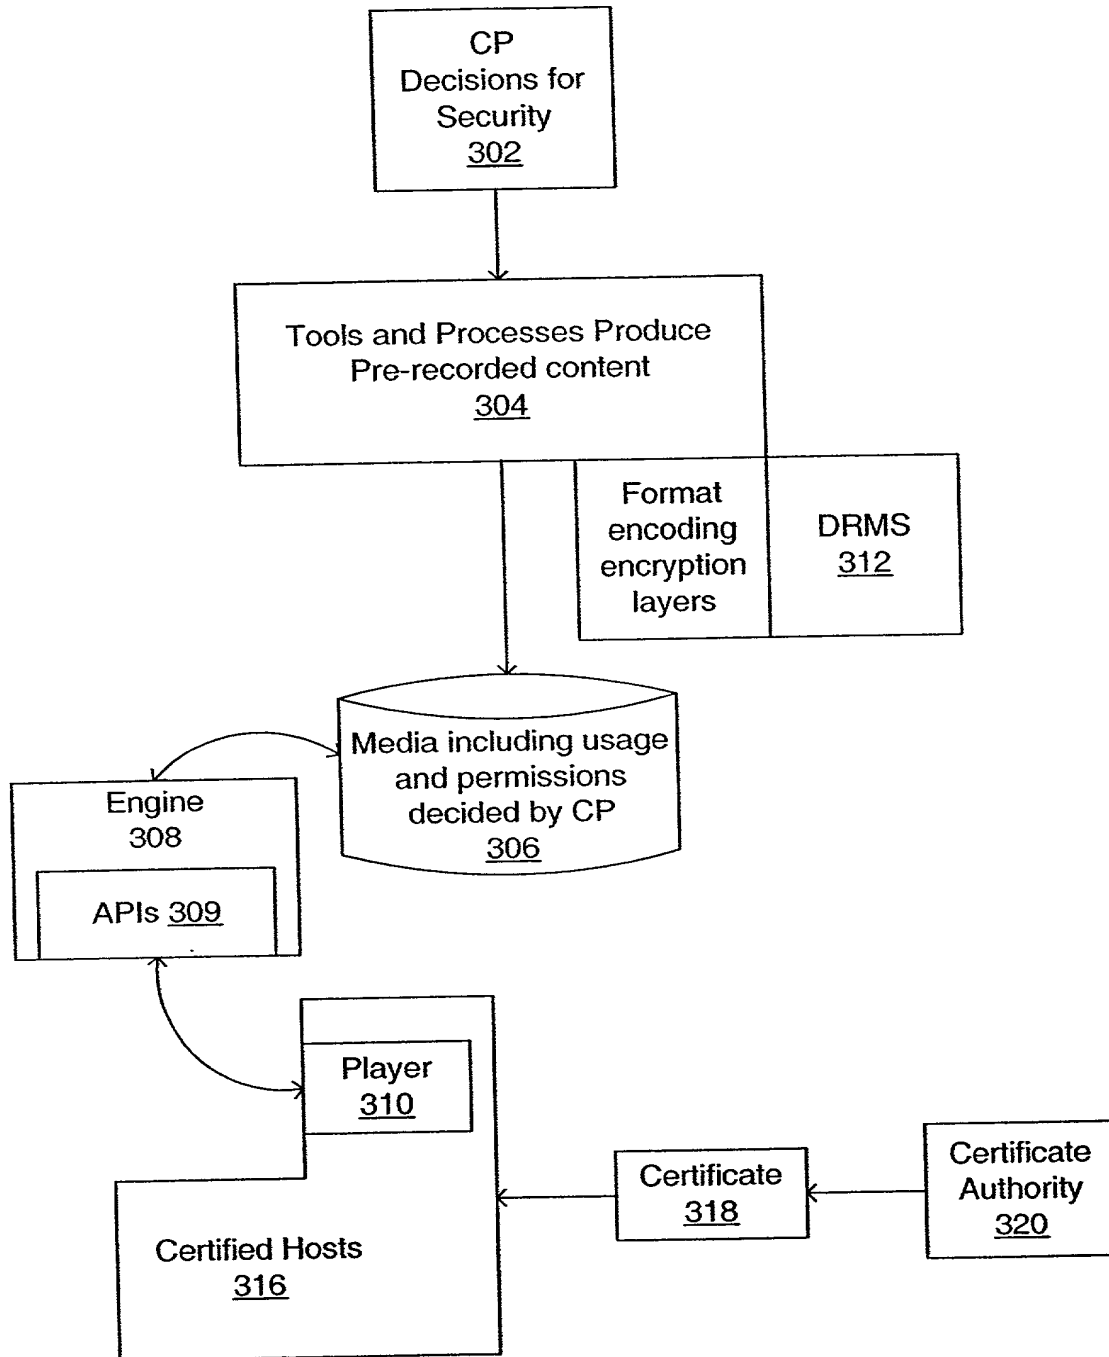 CP
Decisions for
Security
302
Tools and Processes Produce
Pre-recorded content
304
Format
encoding
encryption
layers
DRMS
312
Media including usage
and permissions
decided by CP
306
Engine
308
APIs 309
Player
310
Certified Hosts
316
Certificate
318
Certificate
Authority
320